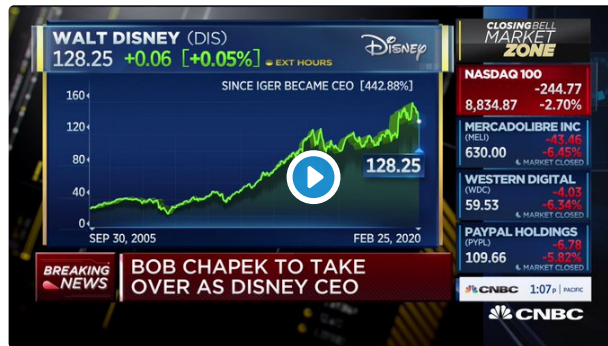 WALT DISNEY (DIS)
128.25 +0.06 [+0.05%] EXT HOURS
Disney
SINCE IGER BECAME CEO [442.88%]
160
120
80
40
0
128.25
SEP 30, 2005 FEB 25, 2020
BREAKING
NEWS
BOB CHAPEK TO TAKE
OVER AS DISNEY CEO
CLOSING BELL
MARKET
ZONE
NASDAQ 100
-244.77
8,834.87 -2.70%
MERCADOLIBRE INC
(MELI) -43.46
630.00 -6.45%
MARKET CLOSED
WESTERN DIGITAL
(WDC) -4.03
59.53 -6.34%
MARKET CLOSED
PAYPAL HOLDINGS
(PYPL) -6.78
109.66 -5.82%
MARKET CLOSED
CNBC 1:07P PACIFIC
CNBC